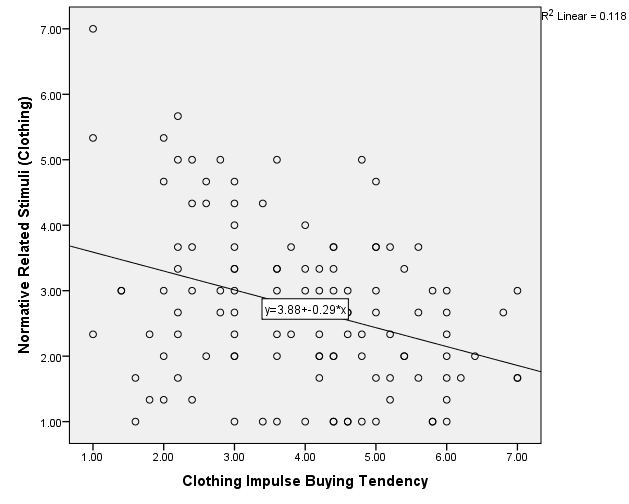 R2 Linear = 0.118
7.00
6.00
5.00
4.00
3.00
2.00
1.00
Normative Related Stimuli (Clothing)
y=3.88+-0.29*x
1.00 2.00 3.00 4.00 5.00 6.00 7.00
Clothing Impulse Buying Tendency